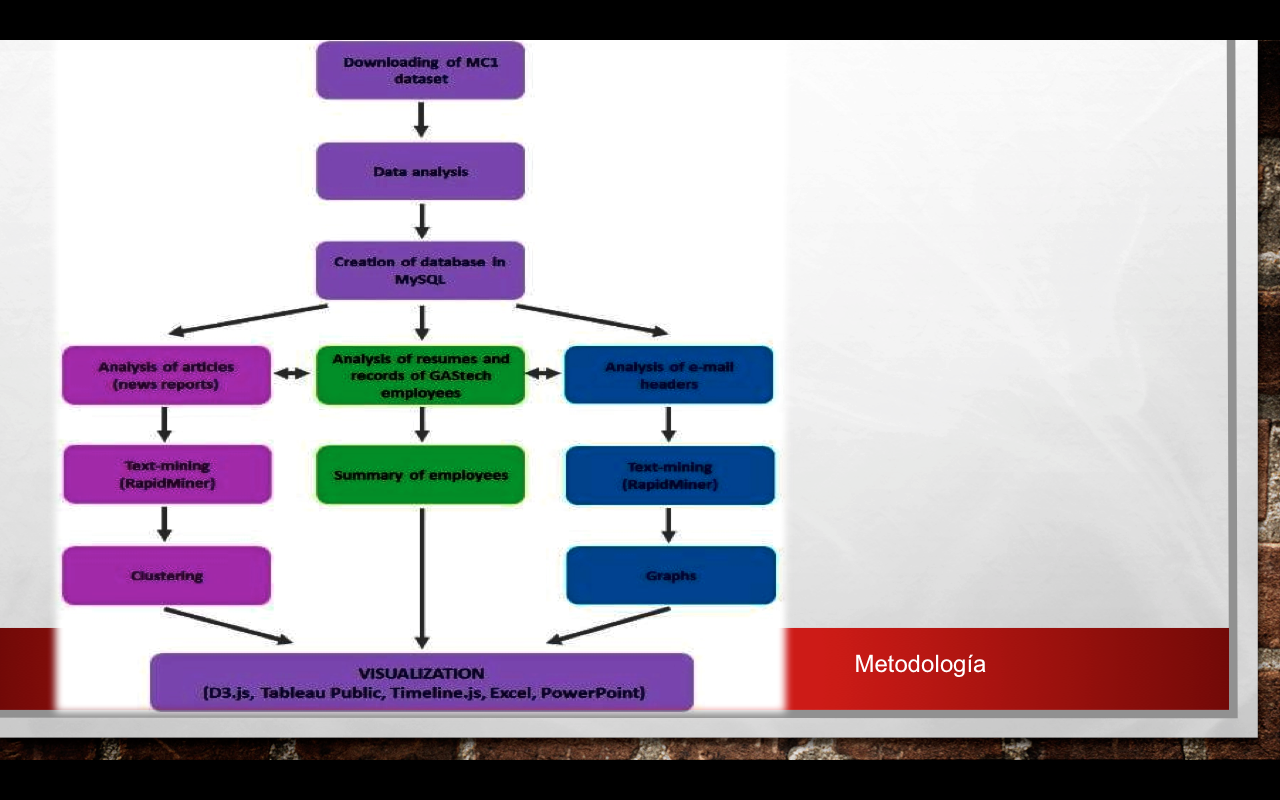 Downloading of MC1
dataset
Data analysis
Creation of database in
MySQL
Analysis of articles
(news reports)
Analysis of resumes and
records of GAStech
employees
Analysis of e-mail
headers
Text-mining
(RapidMiner)
Summary of employees
Text-mining
(RapidMiner)
Clustering
Graphs
VISUALIZATION
(D3.js, Tableau Public, Timeline.js, Excel, PowerPoint)
Metodología